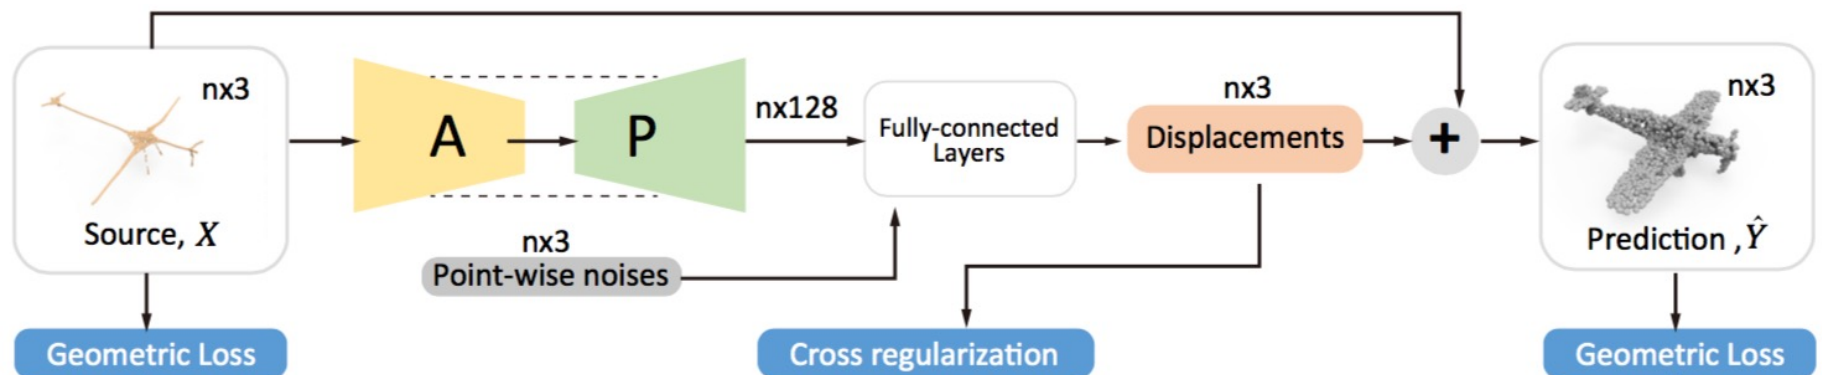 nx3
Source, X
Geometric Loss
A
P
nx128
nx3
Point-wise noises
Fully-connected
Layers
nx3
Displacements
Cross regularization
+
nx3
Prediction , Ŷ
Geometric Loss